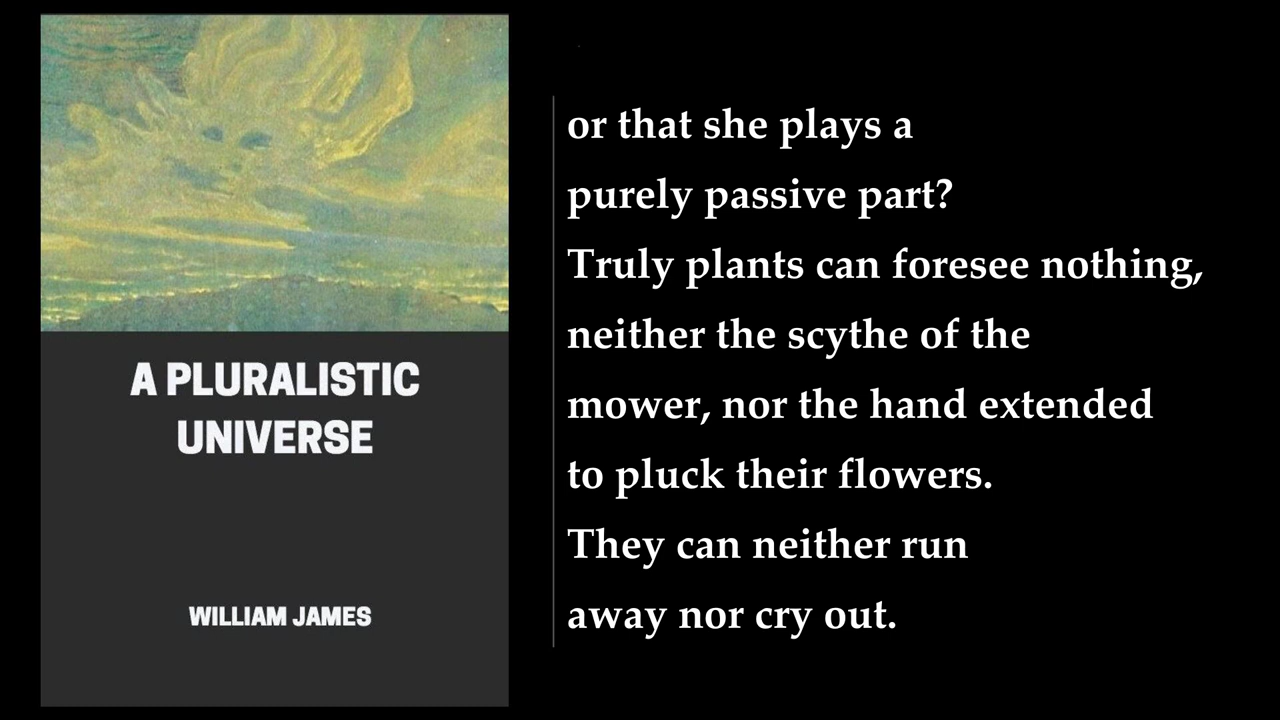 A PLURALISTIC
UNIVERSE
WILLIAM JAMES
or that she plays a
purely passive part?
Truly plants can foresee nothing,
neither the scythe of the
mower, nor the hand extended
to pluck their flowers.
They can neither run
away nor cry out.